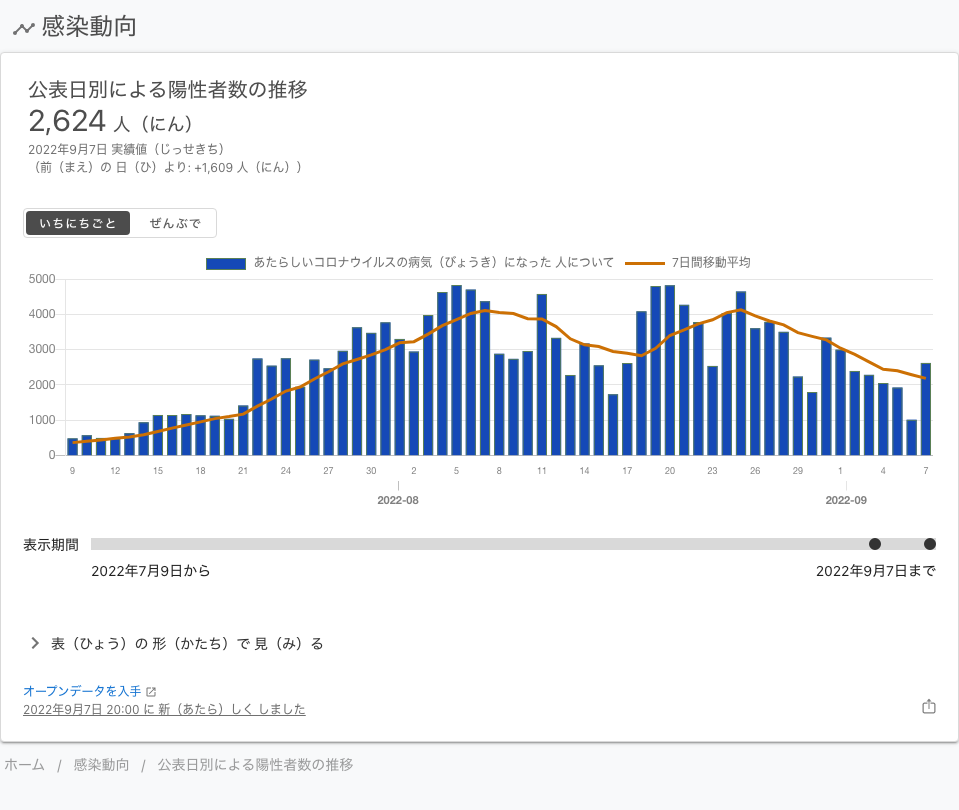 感染動向
公表日別による陽性者数の推移
2,624 人（にん）
2022年9月7日 実績値（じっせきち）
（前（まえ）の 日（ひ）より: +1,609 人（にん））
いちにちごと ぜんぶで
あたらしいコロナウイルスの病気（びょうき）になった 人について 7日間移動平均
5000
4000
3000
2000
1000
0
9 12 15 18 21 24 27 30 2 5 8 11 14 17 20 23 26 29 1 4 7
2022-08 2022-09
表示期間
2022年7月9日から 2022年9月7日まで
表（ひょう）の 形（かたち）で 見（み）る
オープンデータを入手
2022年9月7日 20:00 に 新（あたら）しく しました
ホーム / 感染動向 / 公表日別による陽性者数の推移